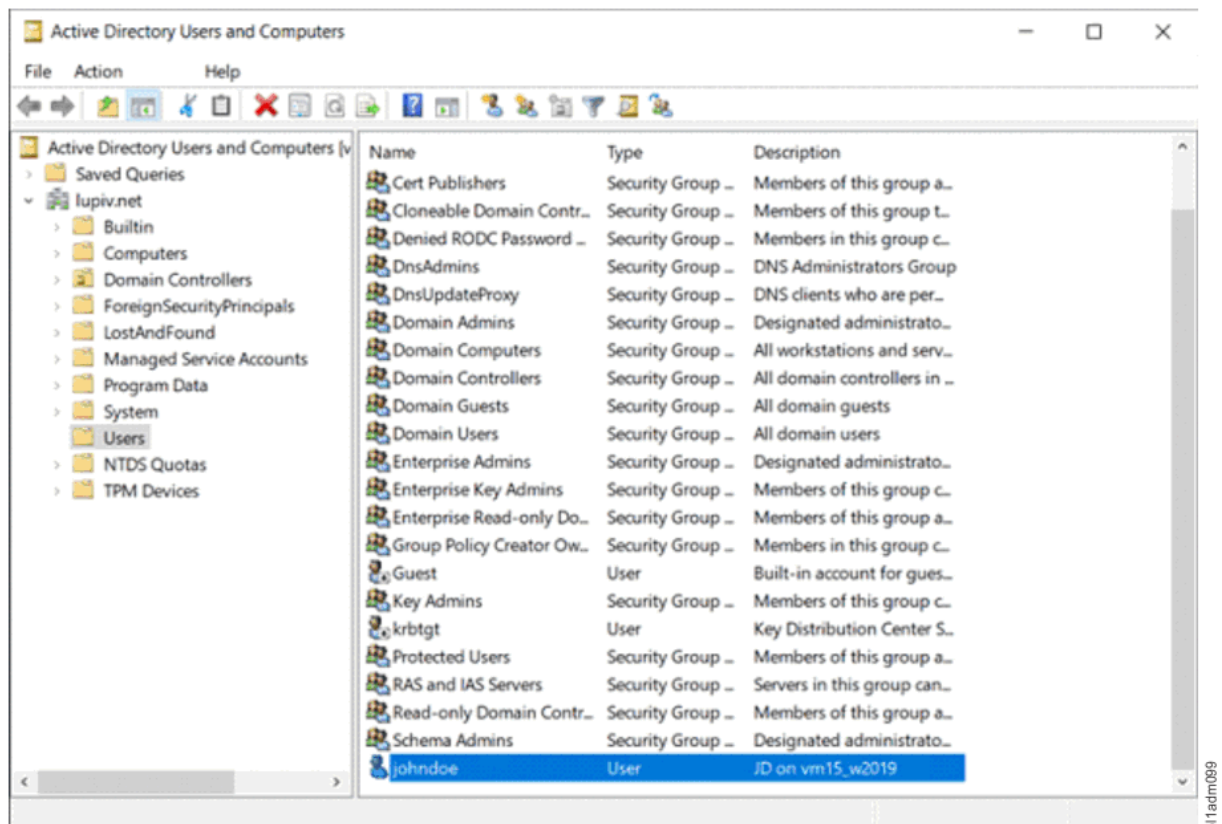 Active Directory Users and Computers
File Action Help
Active Directory Users and Computers [v
Saved Queries
lupiv.net
Builtin
Computers
Domain Controllers
ForeignSecurityPrincipals
LostAndFound
Managed Service Accounts
Program Data
System
Users
NTDS Quotas
TPM Devices
Name Type Description
Cert Publishers Security Group ... Members of this group a...
Cloneable Domain Contr... Security Group ... Members of this group t...
Denied RODC Password ... Security Group ... Members in this group c...
DnsAdmins Security Group ... DNS Administrators Group
DnsUpdateProxy Security Group ... DNS clients who are per...
Domain Admins Security Group ... Designated administrato...
Domain Computers Security Group ... All workstations and serv...
Domain Controllers Security Group ... All domain controllers in ...
Domain Guests Security Group ... All domain guests
Domain Users Security Group ... All domain users
Enterprise Admins Security Group ... Designated administrato...
Enterprise Key Admins Security Group ... Members of this group c...
Enterprise Read-only Do... Security Group ... Members of this group a...
Group Policy Creator Ow... Security Group ... Members in this group c...
Guest User Built-in account for gues...
Key Admins Security Group ... Members of this group c...
krbtgt User Key Distribution Center S...
Protected Users Security Group ... Members of this group a...
RAS and IAS Servers Security Group ... Servers in this group can...
Read-only Domain Contr... Security Group ... Members of this group a...
Schema Admins Security Group ... Designated administrato...
johndoe User JD on vm15_w2019
l1adm099